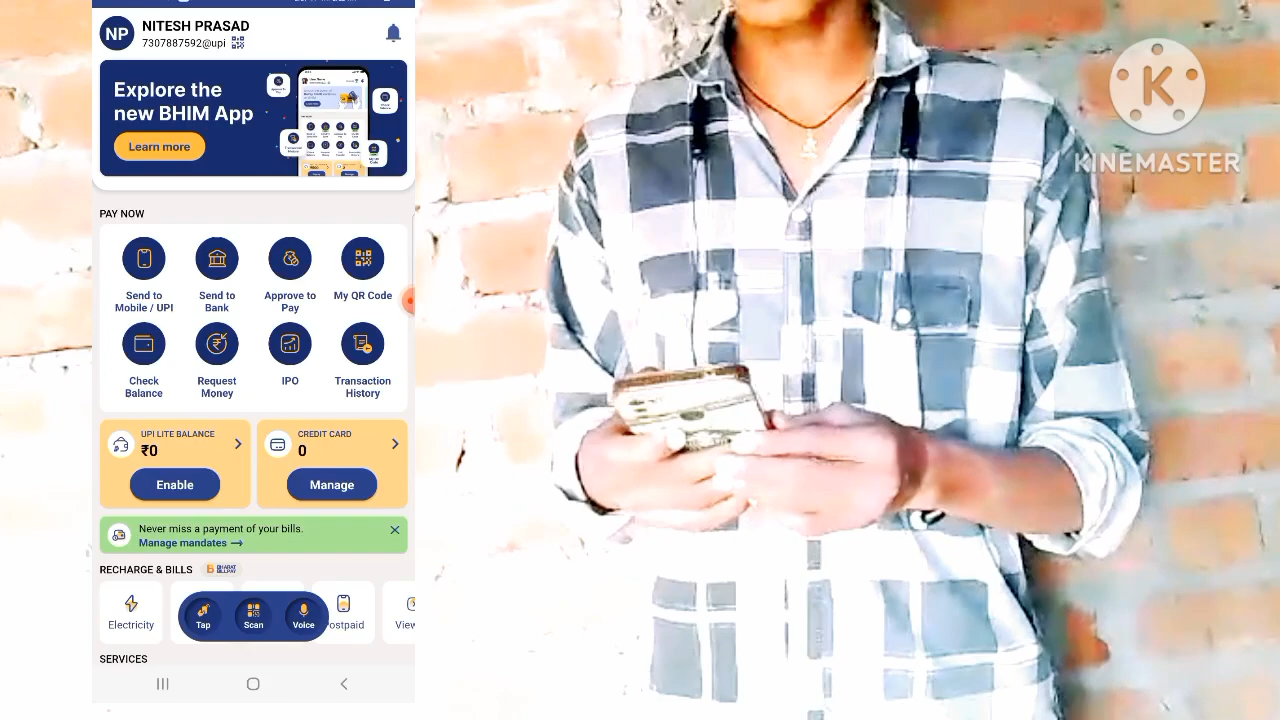 NP
NITESH PRASAD
7307887592@upi
Explore the
new BHIM App
Learn more
PAY NOW
Send to
Mobile / UPI
Send to
Bank
Approve to
Pay
My QR Code
Check
Balance
Request
Money
IPO
Transaction
History
UPI LITE BALANCE
₹0
Enable
CREDIT CARD
0
Manage
Never miss a payment of your bills.
Manage mandates →
RECHARGE & BILLS
BHARAT
BILLPAY
Electricity
Tap
Scan
Voice
ostpaid
View
SERVICES
K
KINEMASTER